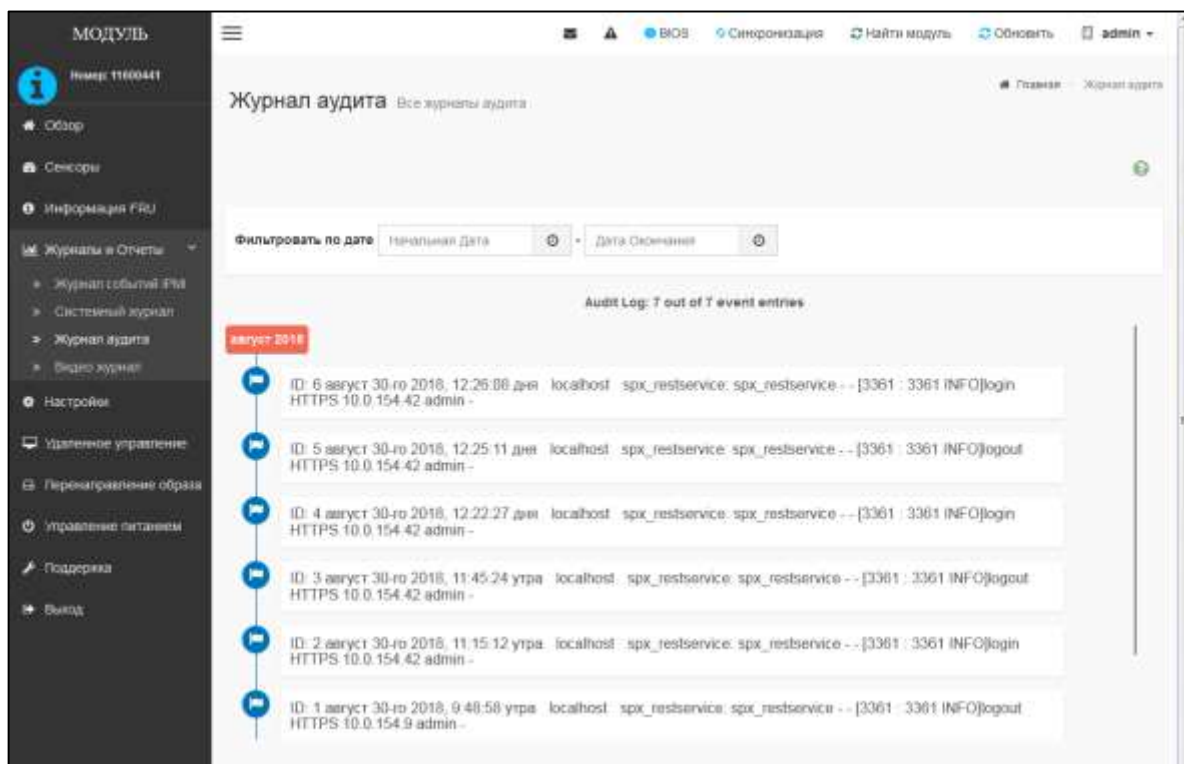 МОДУЛЬ
BIOS
Синхронизация
Найти модуль
Обновить
admin
Номер: 11600441
Журнал аудита Все журналы аудита
Главная
Журнал аудита
Обзор
Сенсоры
Информация FRU
Журналы и Отчеты
Журнал событий IPMI
Системный журнал
Журнал аудита
Видео журнал
Настройки
Удаленное управление
Перенаправление образа
Управление питанием
Поддержка
Выход
Фильтровать по дате Начальная Дата - Дата Окончания
Audit Log: 7 out of 7 event entries
август 2018
ID: 6 август 30-го 2018, 12:26:08 дня localhost spx_restservice: spx_restservice - - [3361 : 3361 INFO]login
HTTPS 10.0.154.42 admin -
ID: 5 август 30-го 2018, 12:25:11 дня localhost spx_restservice: spx_restservice - - [3361 : 3361 INFO]logout
HTTPS 10.0.154.42 admin -
ID: 4 август 30-го 2018, 12:22:27 дня localhost spx_restservice: spx_restservice - - [3361 : 3361 INFO]login
HTTPS 10.0.154.42 admin -
ID: 3 август 30-го 2018, 11:45:24 утра localhost spx_restservice: spx_restservice - - [3361 : 3361 INFO]logout
HTTPS 10.0.154.42 admin -
ID: 2 август 30-го 2018, 11:15:12 утра localhost spx_restservice: spx_restservice - - [3361 : 3361 INFO]login
HTTPS 10.0.154.42 admin -
ID: 1 август 30-го 2018, 9:48:58 утра localhost spx_restservice: spx_restservice - - [3361 : 3361 INFO]logout
HTTPS 10.0.154.9 admin -